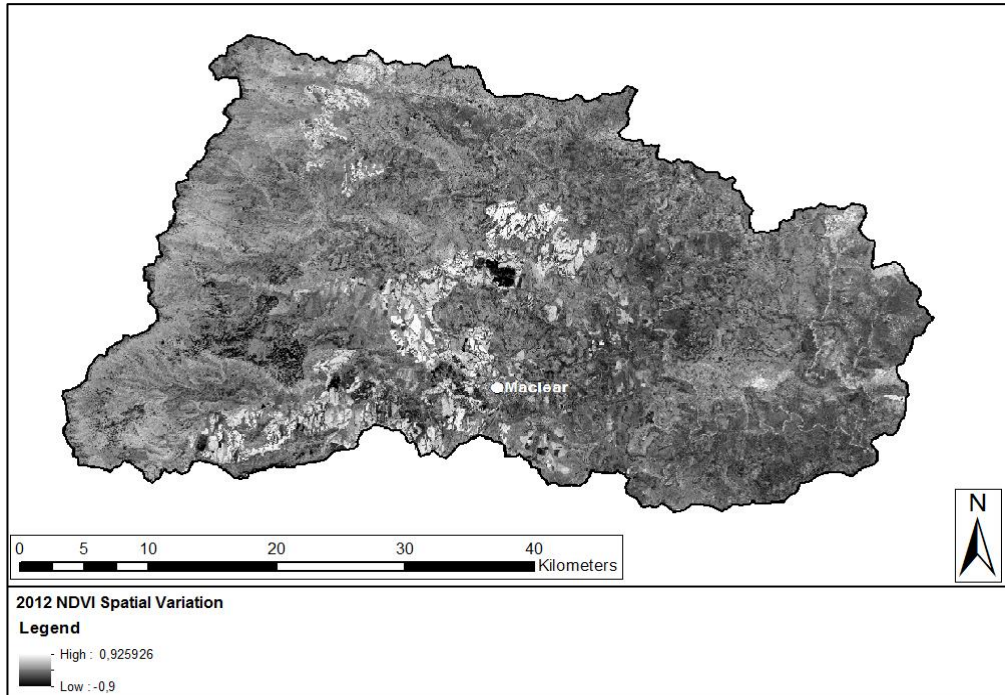 Maclear
N
0 5 10 20 30 40
Kilometers
2012 NDVI Spatial Variation
Legend
High : 0,925926
Low : -0,9